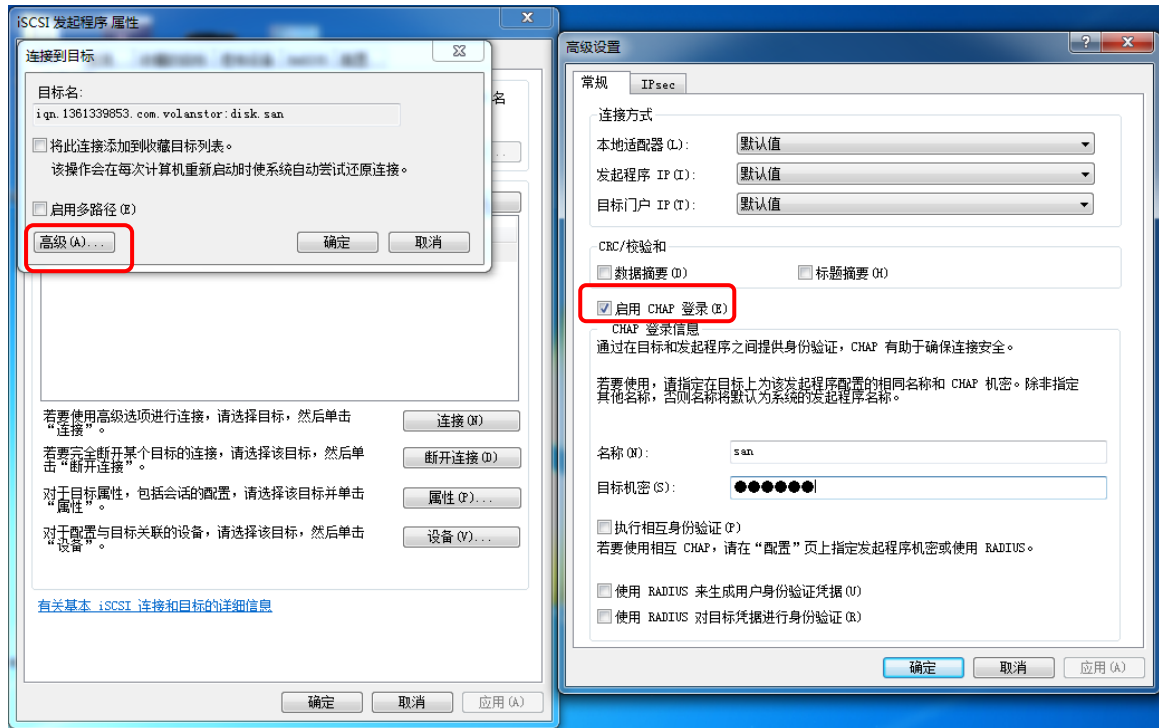 iSCSI 发起程序 属性
连接到目标
目标名:
iqn.1361339853.com.volanstor:disk.san
将此连接添加到收藏目标列表。
该操作会在每次计算机重新启动时使系统自动尝试还原连接。
启用多路径(E)
高级(A)...
确定
取消
名
若要使用高级选项进行连接，请选择目标，然后单击
“连接”。
连接(N)
若要完全断开某个目标的连接，请选择该目标，然后单
击“断开连接”。
断开连接(D)
对于目标属性，包括会话的配置，请选择该目标并单击
“属性”。
属性(P)...
对于配置与目标关联的设备，请选择该目标，然后单击
“设备”。
设备(V)...
有关基本 iSCSI 连接和目标的详细信息
确定
取消
应用(A)
高级设置
常规
IPsec
连接方式
本地适配器(L):
默认值
发起程序 IP(I):
默认值
目标门户 IP(T):
默认值
CRC/校验和
数据摘要(D)
标题摘要(H)
启用 CHAP 登录(E)
CHAP 登录信息
通过在目标和发起程序之间提供身份验证，CHAP 有助于确保连接安全。
若要使用，请指定在目标上为该发起程序配置的相同名称和 CHAP 机密。除非指定
其他名称，否则名称将默认为系统的发起程序名称。
名称(N):
san
目标机密(S):
●●●●●●
执行相互身份验证(P)
若要使用相互 CHAP，请在“配置”页上指定发起程序机密或使用 RADIUS。
使用 RADIUS 来生成用户身份验证凭据(U)
使用 RADIUS 对目标凭据进行身份验证(R)
确定
取消
应用(A)